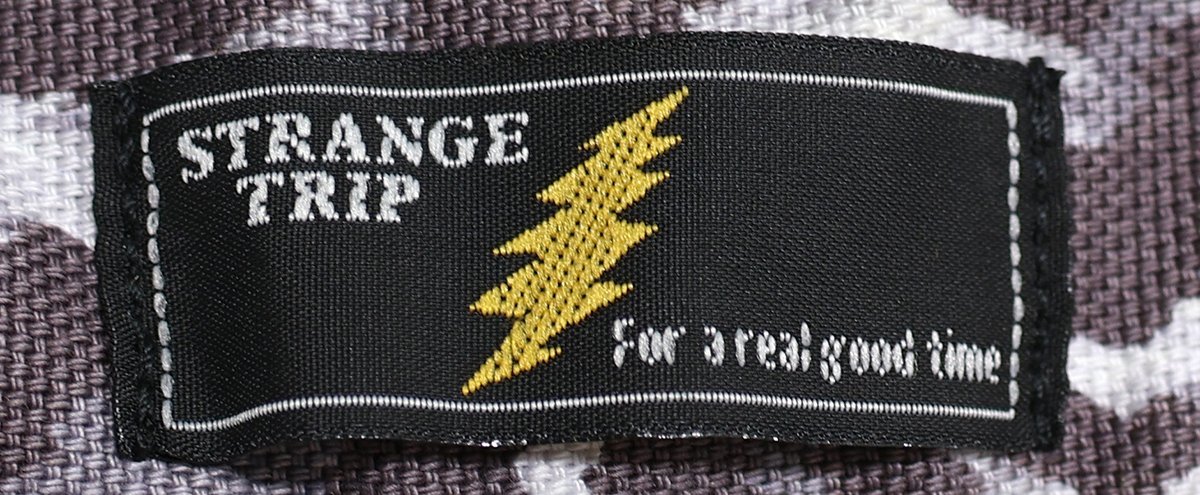 STRANGE
TRIP
For a real good time